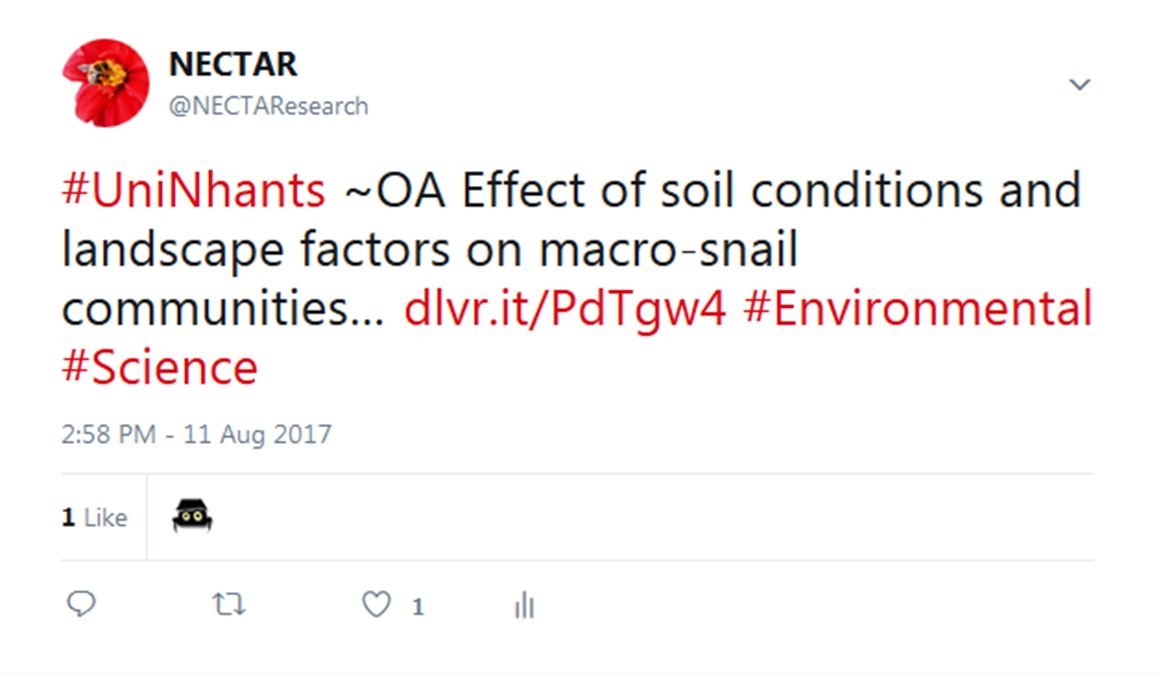 NECTAR
@NECTAResearch
#UniNhants ~OA Effect of soil conditions and
landscape factors on macro-snail
communities... dlvr.it/PdTgw4 #Environmental
#Science
2:58 PM - 11 Aug 2017
1 Like
1